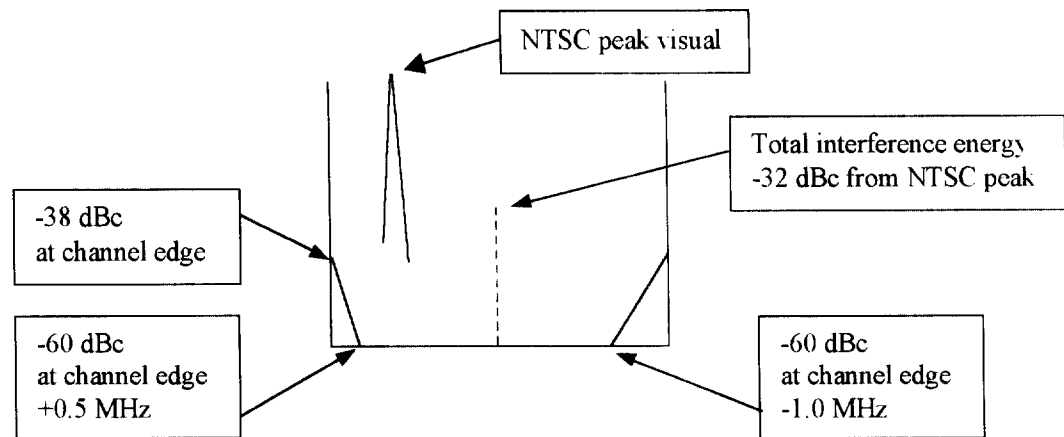 NTSC peak visual
Total interference energy
-32 dBc from NTSC peak
-38 dBc
at channel edge
-60 dBc
at channel edge
+0.5 MHz
-60 dBc
at channel edge
-1.0 MHz